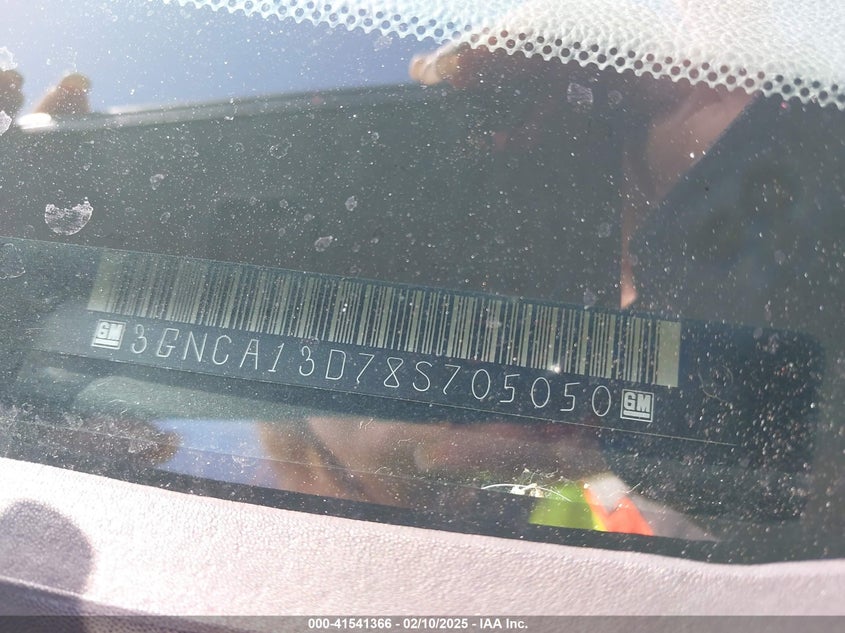 GM 3GNCA13D78S705050 GM
000-41541366 - 02/10/2025 - IAA Inc.